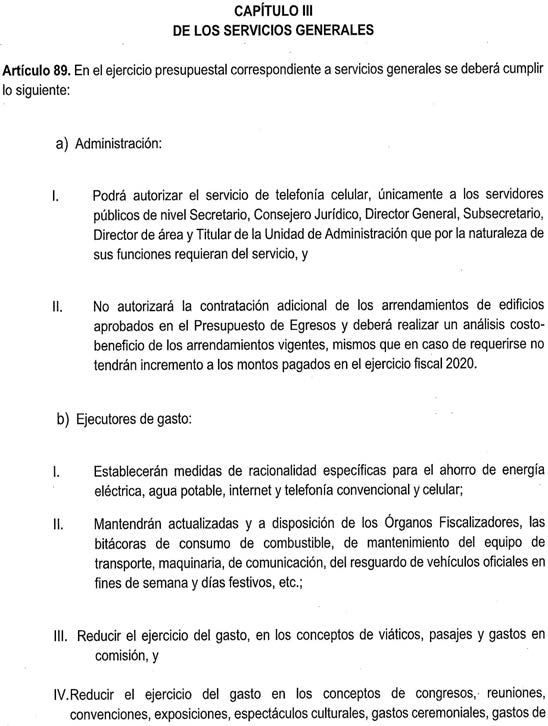 CAPÍTULO III
DE LOS SERVICIOS GENERALES
Artículo 89. En el ejercicio presupuestal correspondiente a servicios generales se deberá cumplir
lo siguiente:
a) Administración:
I. Podrá autorizar el servicio de telefonía celular, únicamente a los servidores
públicos de nivel Secretario, Consejero Jurídico, Director General, Subsecretario,
Director de área y Titular de la Unidad de Administración que por la naturaleza de
sus funciones requieran del servicio, y
II. No autorizará la contratación adicional de los arrendamientos de edificios
aprobados en el Presupuesto de Egresos y deberá realizar un análisis costo-
beneficio de los arrendamientos vigentes, mismos que en caso de requerirse no
tendrán incremento a los montos pagados en el ejercicio fiscal 2020.
b) Ejecutores de gasto:
I. Establecerán medidas de racionalidad específicas para el ahorro de energía
eléctrica, agua potable, internet y telefonía convencional y celular;
II. Mantendrán actualizadas y a disposición de los Órganos Fiscalizadores, las
bitácoras de consumo de combustible, de mantenimiento del equipo de
transporte, maquinaria, de comunicación, del resguardo de vehículos oficiales en
fines de semana y días festivos, etc.;
III. Reducir el ejercicio del gasto, en los conceptos de viáticos, pasajes y gastos en
comisión, y
IV. Reducir el ejercicio del gasto en los conceptos de congresos, reuniones,
convenciones, exposiciones, espectáculos culturales, gastos ceremoniales, gastos de